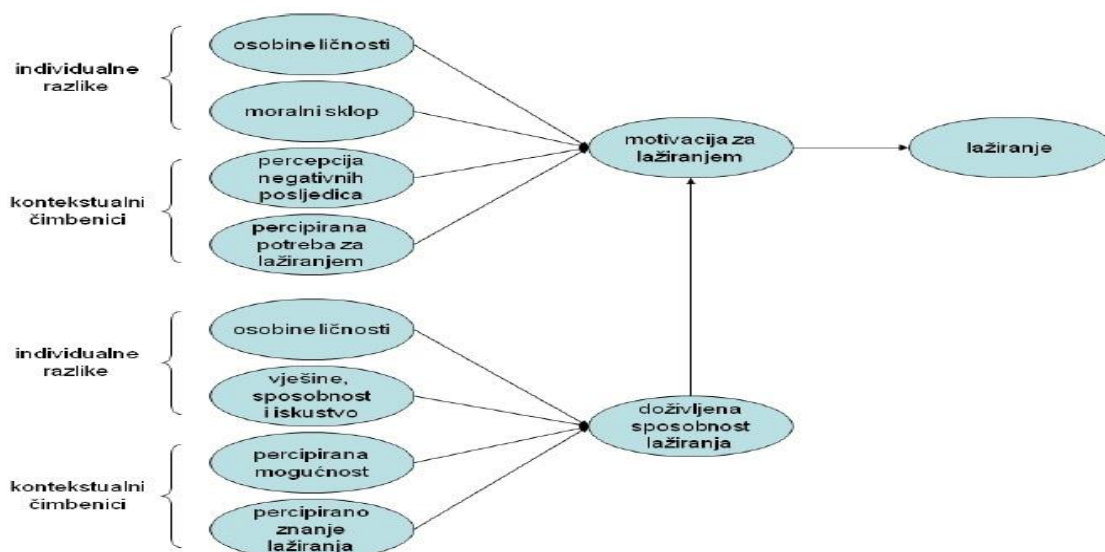 osobine ličnosti
individualne
razlike
moralni sklop
motivacija za
lažiranjem
lažiranje
percepcija
negativnih
posljedica
kontekstualni
čimbenici
percipirana
potreba za
lažiranjem
osobine ličnosti
individualne
razlike
vješine,
sposobnost
i iskustvo
doživljena
sposobnost
lažiranja
percipirana
mogućnost
kontekstualni
čimbenici
percipirano
znanje
lažiranja